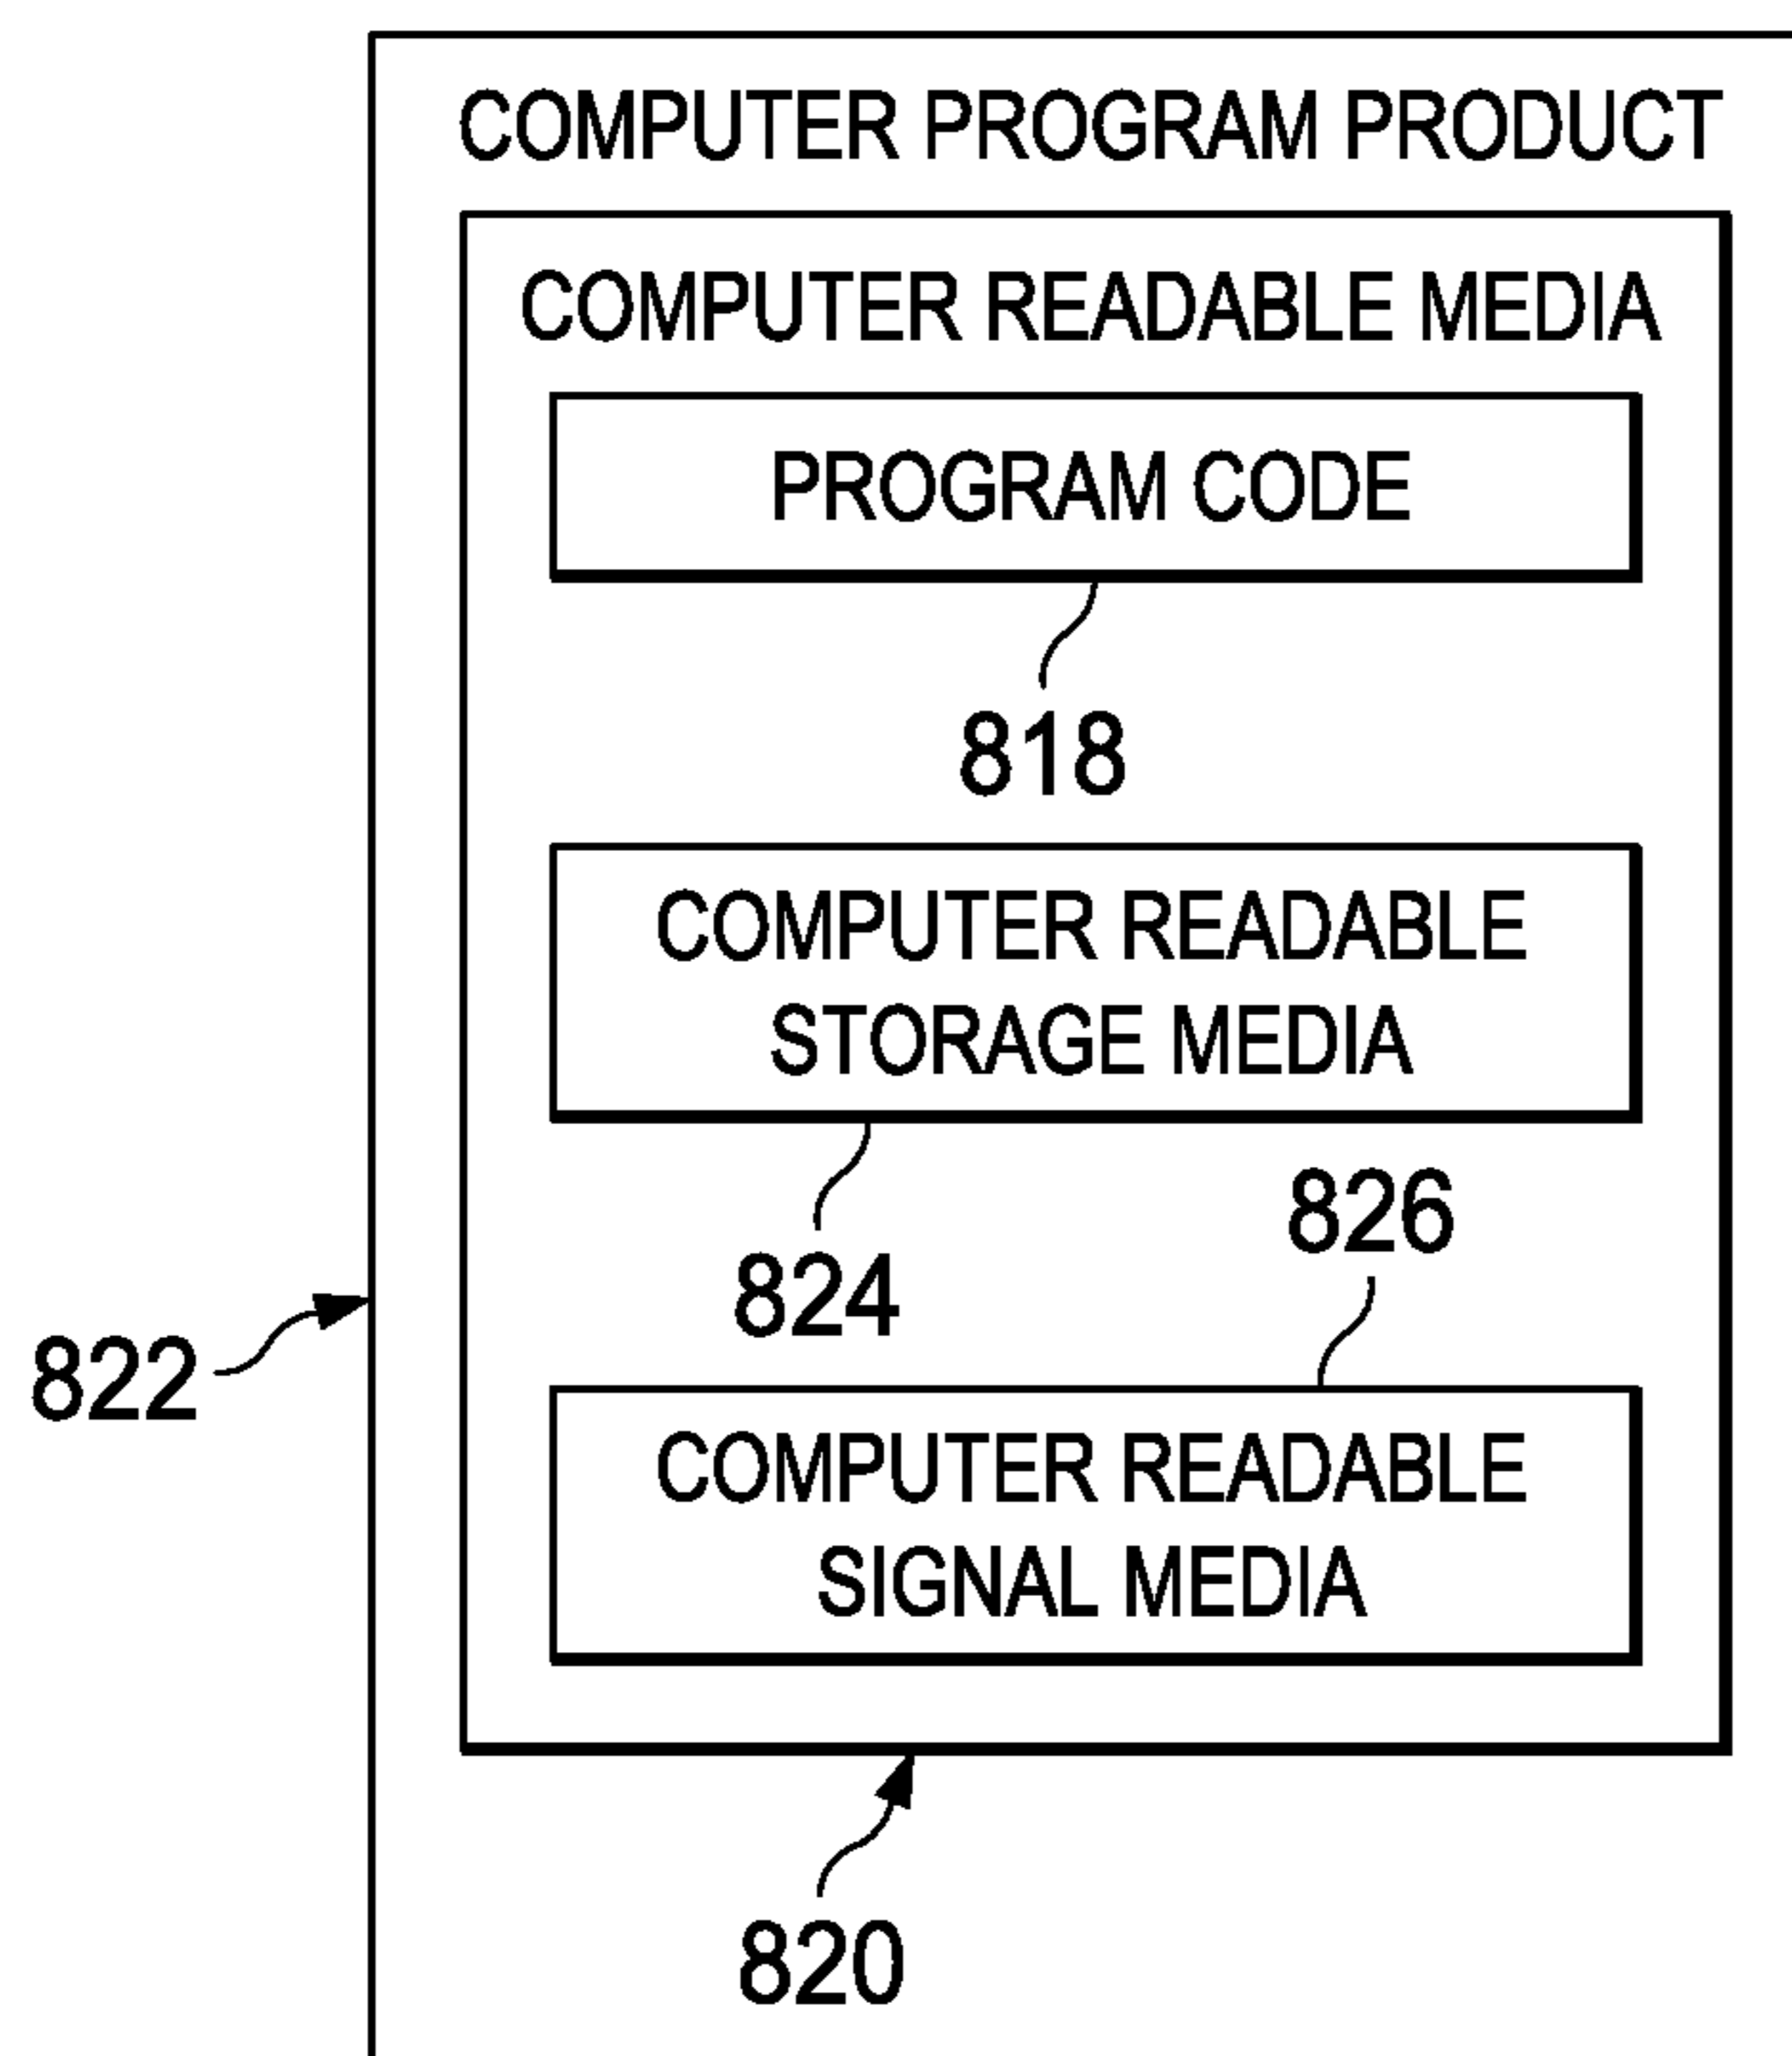 COMPUTER PROGRAM PRODUCT
COMPUTER READABLE MEDIA
PROGRAM CODE
818
COMPUTER READABLE
STORAGE MEDIA
826
824
822
COMPUTER READABLE
SIGNAL MEDIA
820